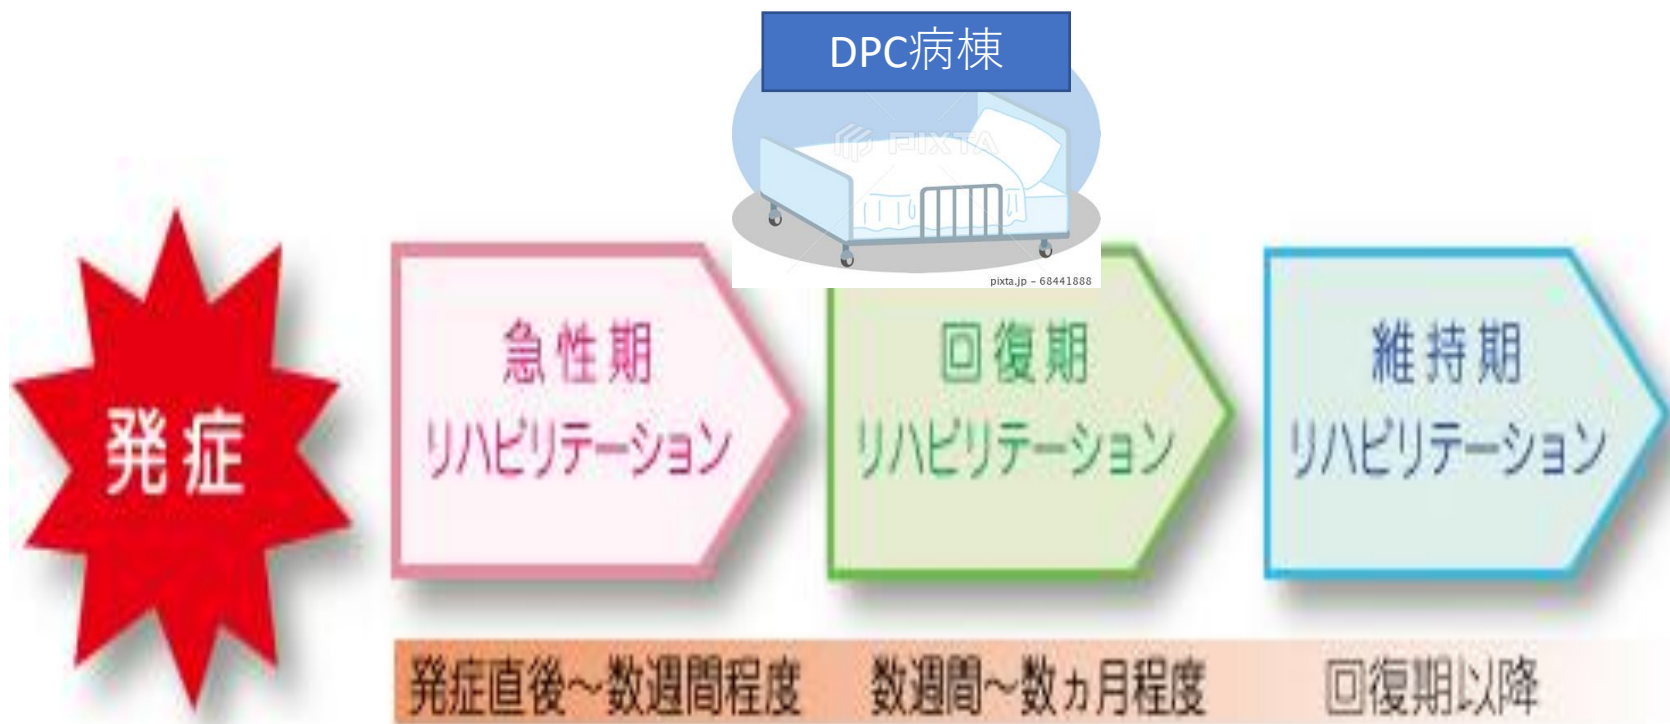 DPC病棟
PIXTA
pixta.jp - 68441888
発症
急性期
リハビリテーション
回復期
リハビリテーション
維持期
リハビリテーション
発症直後～数週間程度
数週間～数ヵ月程度
回復期以降